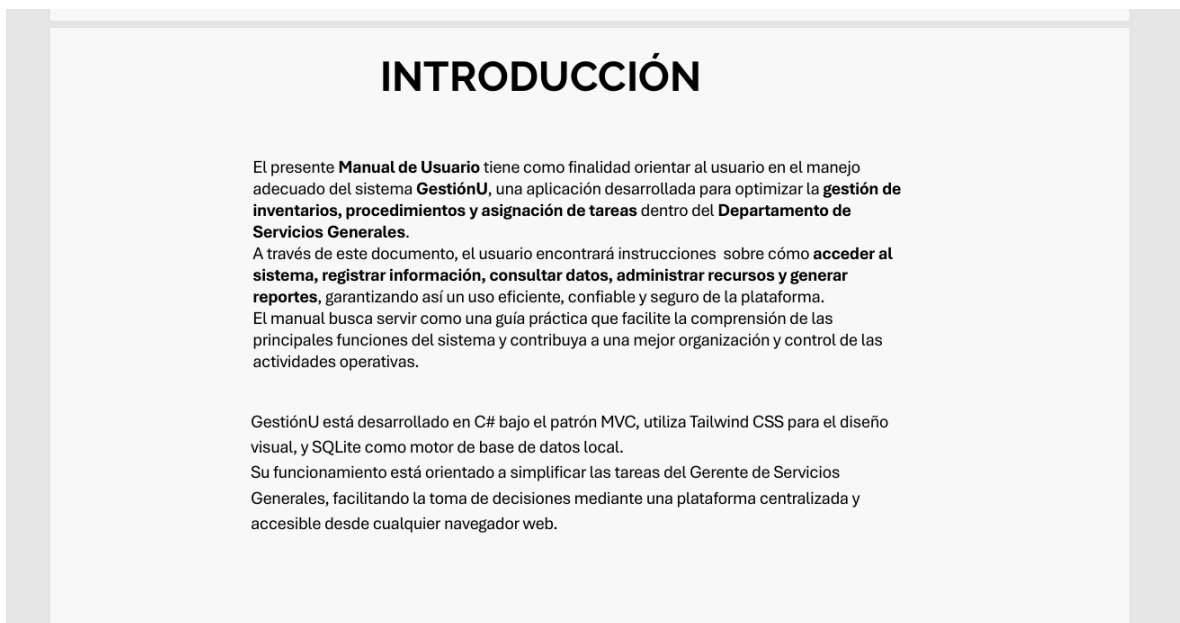 INTRODUCCIÓN
El presente Manual de Usuario tiene como finalidad orientar al usuario en el manejo
adecuado del sistema GestiónU, una aplicación desarrollada para optimizar la gestión de
inventarios, procedimientos y asignación de tareas dentro del Departamento de
Servicios Generales.
A través de este documento, el usuario encontrará instrucciones  sobre cómo acceder al
sistema, registrar información, consultar datos, administrar recursos y generar
reportes, garantizando así un uso eficiente, confiable y seguro de la plataforma.
El manual busca servir como una guía práctica que facilite la comprensión de las
principales funciones del sistema y contribuya a una mejor organización y control de las
actividades operativas.
GestiónU está desarrollado en C# bajo el patrón MVC, utiliza Tailwind CSS para el diseño
visual, y SQLite como motor de base de datos local.
Su funcionamiento está orientado a simplificar las tareas del Gerente de Servicios
Generales, facilitando la toma de decisiones mediante una plataforma centralizada y
accesible desde cualquier navegador web.